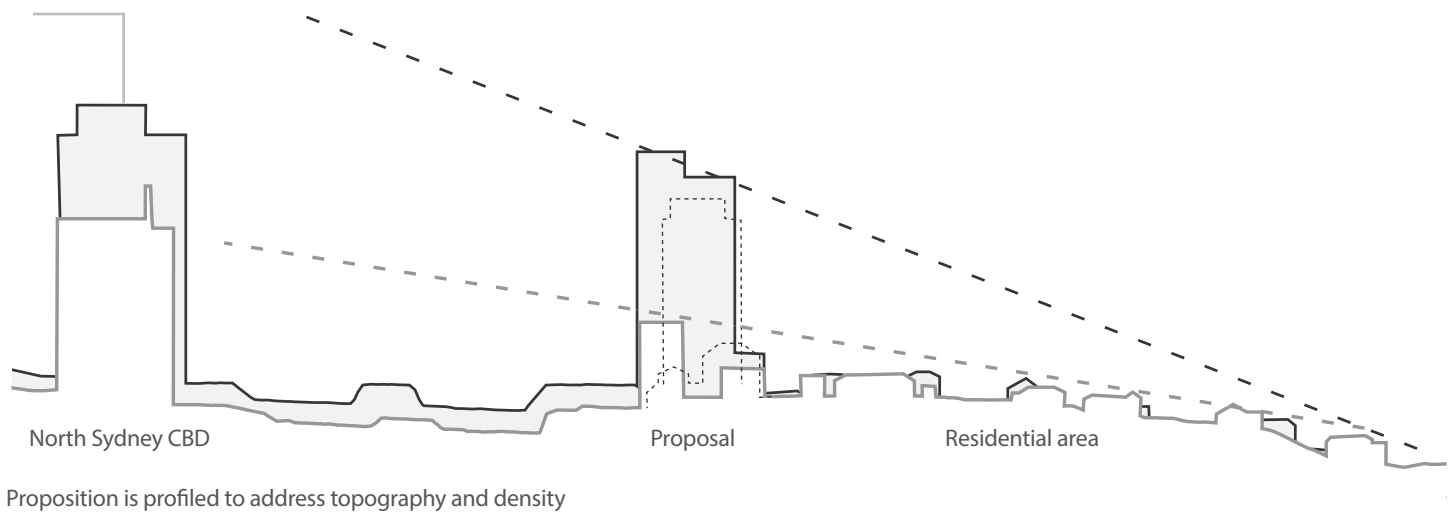 North Sydney CBD
Proposal
Residential area
Proposition is profiled to address topography and density